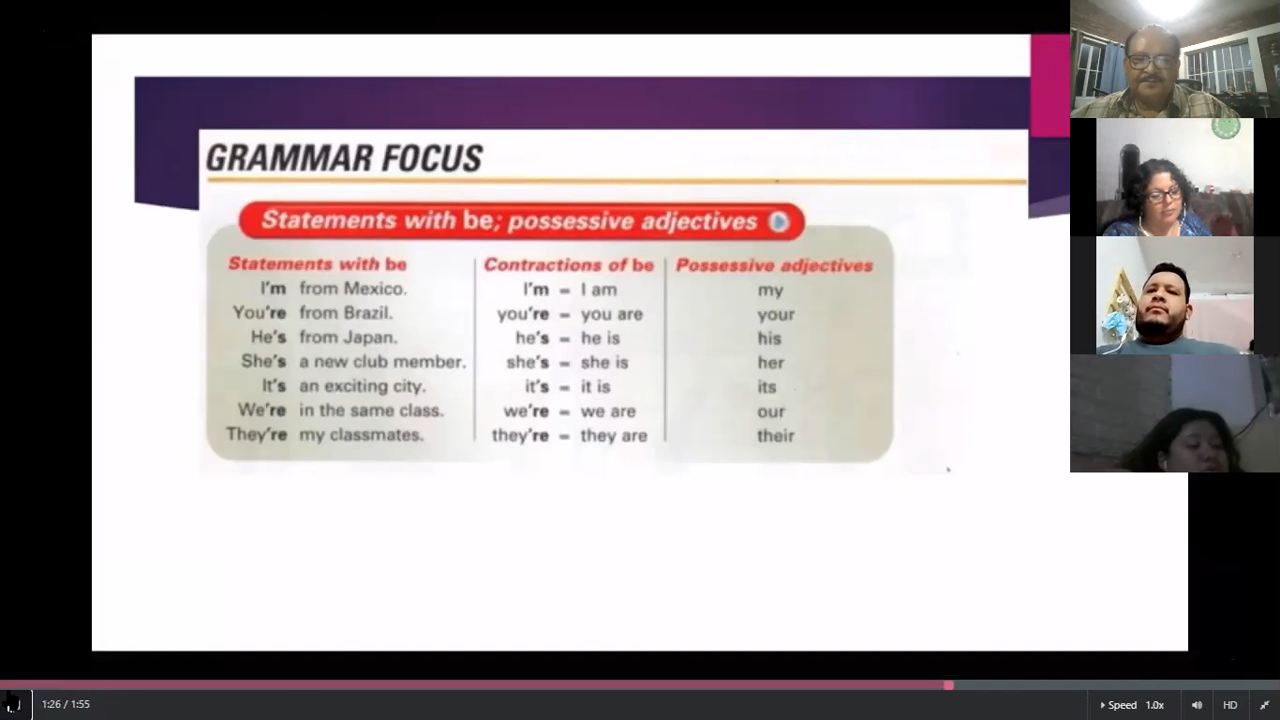 GRAMMAR FOCUS
Statements with be; possessive adjectives
Statements with be Contractions of be Possessive adjectives
I'm from Mexico. I'm = I am my
You're from Brazil. you're = you are your
He's from Japan. he's = he is his
She's a new club member. she's = she is her
It's an exciting city. it's = it is its
We're in the same class. we're = we are our
They're my classmates. they're = they are their
1:26 / 1:55 Speed 1.0x HD